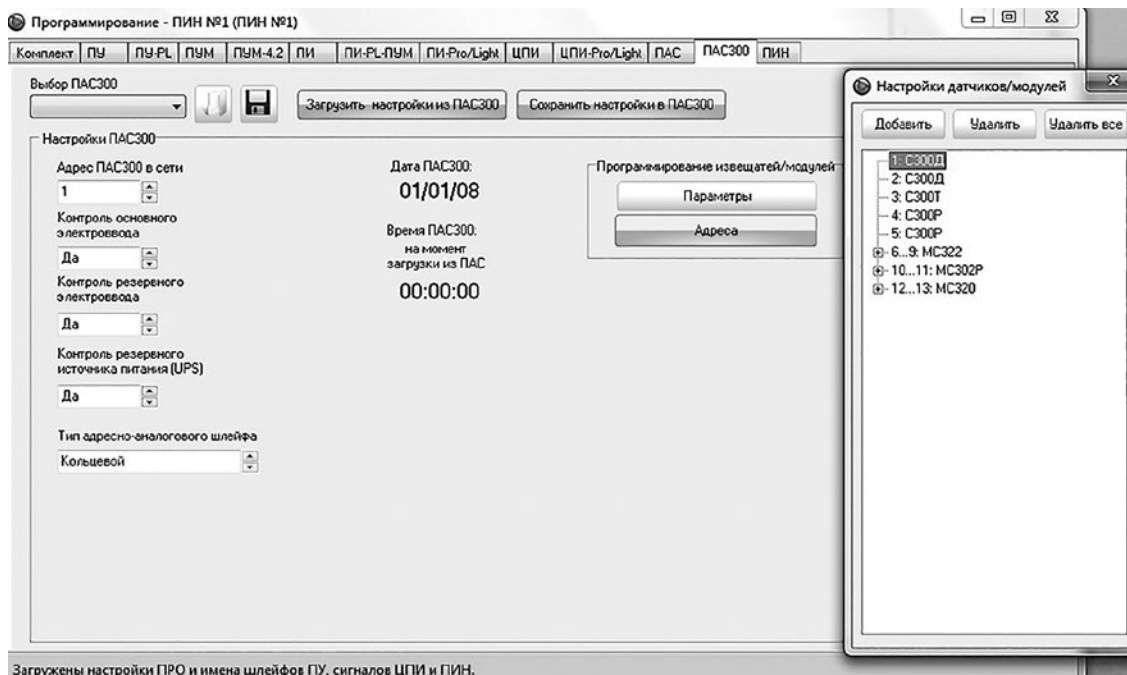 Программирование - ПИН №1 (ПИН №1)
Комплект ПУ ПУ-PL ПУМ ПУМ-4.2 ПИ ПИ-PL-ПУМ ПИ-Pro/Light ЦПИ ЦПИ-Pro/Light ПАС ПАС300 ПИН
Выбор ПАС300
Загрузить настройки из ПАС300 Сохранить настройки в ПАС300
Настройки ПАС300
Адрес ПАС300 в сети
1
Контроль основного
электроввода
Да
Контроль резервного
электроввода
Да
Контроль резервного
источника питания (UPS)
Да
Тип адресно-аналогового шлейфа
Кольцевой
Дата ПАС300:
01/01/08
Время ПАС300:
на момент
загрузки из ПАС
00:00:00
Программирование извещатей/модулей
Параметры
Адреса
Настройки датчиков/модулей
Добавить Удалить Удалить все
1: С300Д
2: С300Д
3: С300Т
4: С300Р
5: С300Р
6...9: МС322
10...11: МС302Р
12...13: МС320
Загружены настройки ПРО и имена шлейфов ПУ, сигналов ЦПИ и ПИН.